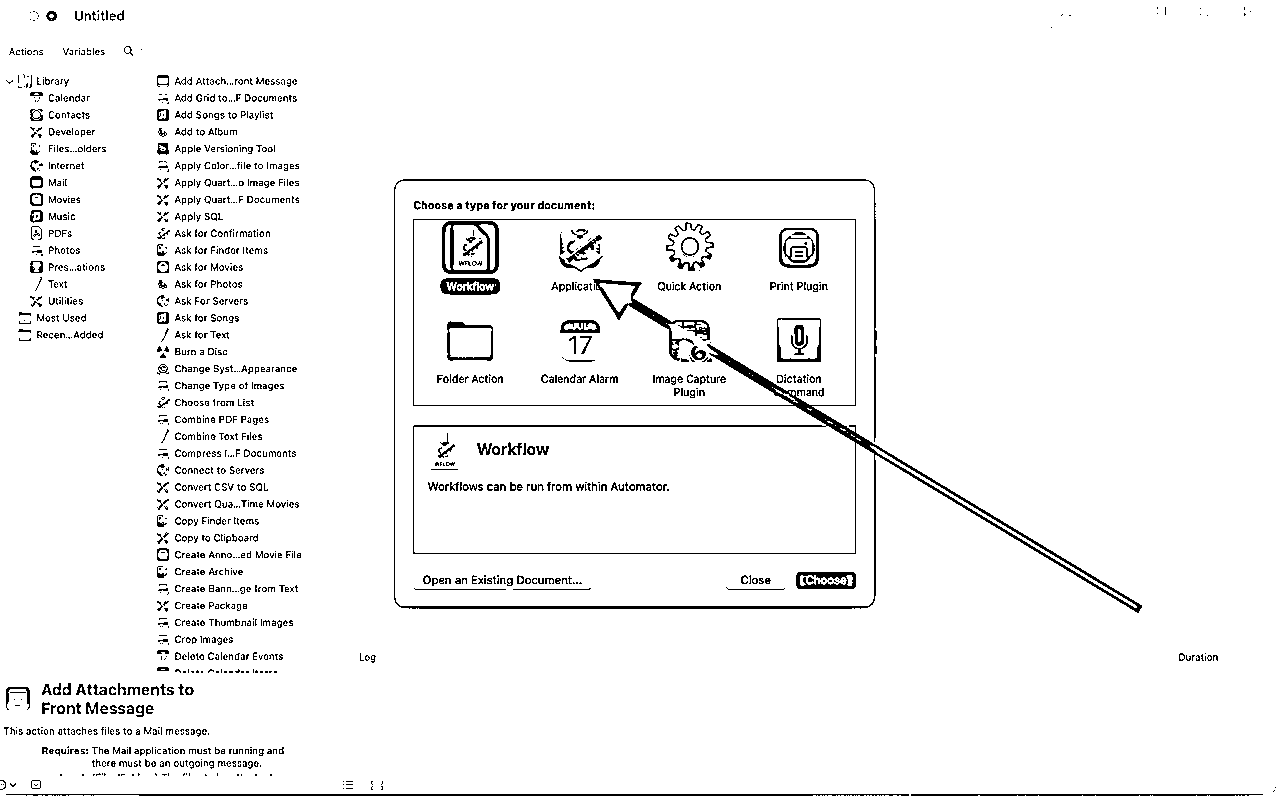 Untitled
Actions Variables
Library
Calendar
Contacts
Developer
Files...olders
Internet
Mail
Movies
Music
PDFs
Photos
Pres...ations
Text
Utilities
Most Used
Recen...Added
Add Attach...ront Message
Add Grid to...F Documents
Add Songs to Playlist
Add to Album
Apple Versioning Tool
Apply Color...file to Images
Apply Quart...o Image Files
Apply Quart...F Documents
Apply SQL
Ask for Confirmation
Ask for Finder Items
Ask for Movies
Ask for Photos
Ask For Servers
Ask for Songs
Ask for Text
Burn a Disc
Change Syst...Appearance
Change Type of Images
Choose from List
Combine PDF Pages
Combine Text Files
Compress I...F Documents
Connect to Servers
Convert CSV to SQL
Convert Qua...Time Movies
Copy Finder Items
Copy to Clipboard
Create Anno...ed Movie File
Create Archive
Create Bann...ge from Text
Create Package
Create Thumbnail Images
Crop Images
Delete Calendar Events
Choose a type for your document:
WFLOW
Workflow
Quick Action
Print Plugin
17
Folder Action
Calendar Alarm
Image Capture
Plugin
Dictation
WFLOW
Workflow
Workflows can be run from within Automator.
Open an Existing Document... Close Choose
Log Duration
Add Attachments to
Front Message
This action attaches files to a Mail message.
Requires: The Mail application must be running and
there must be an outgoing message.